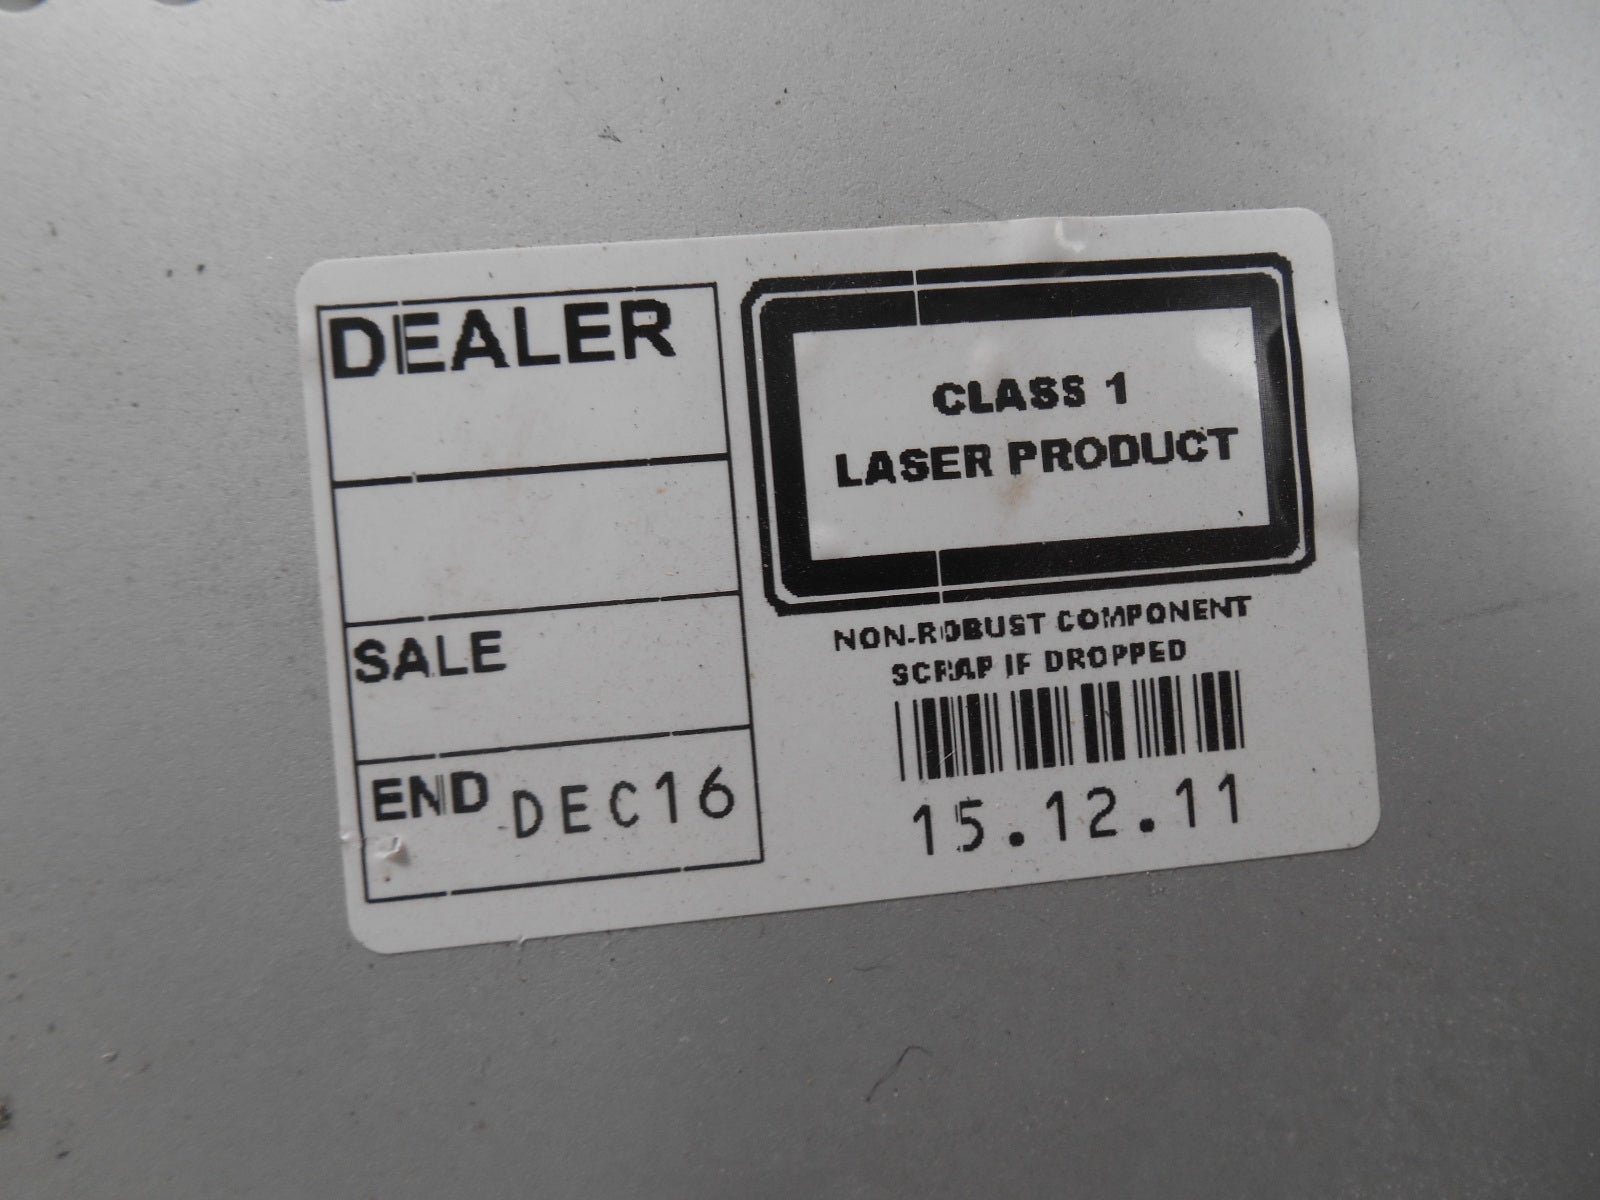 DEALER
SALE
END DEC16
CLASS 1
LASER PRODUCT
NON-ROBUST COMPONENT
SCRAP IF DROPPED
15.12.11